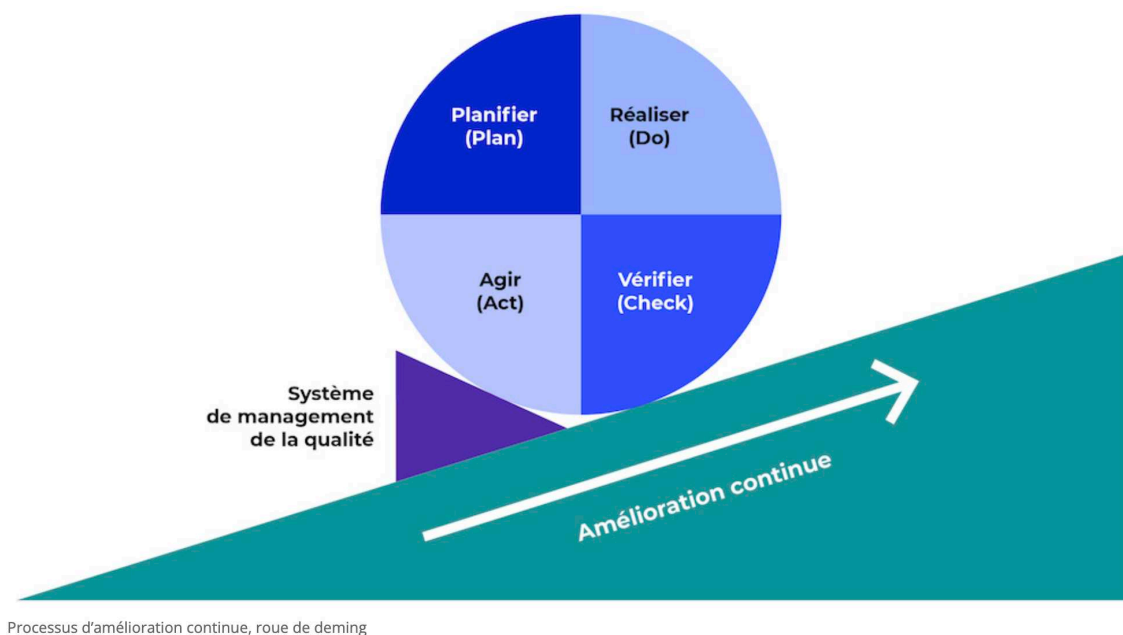 Planifier
(Plan)
Réaliser
(Do)
Agir
(Act)
Vérifier
(Check)
Système
de management
de la qualité
Amélioration continue
Processus d’amélioration continue, roue de deming